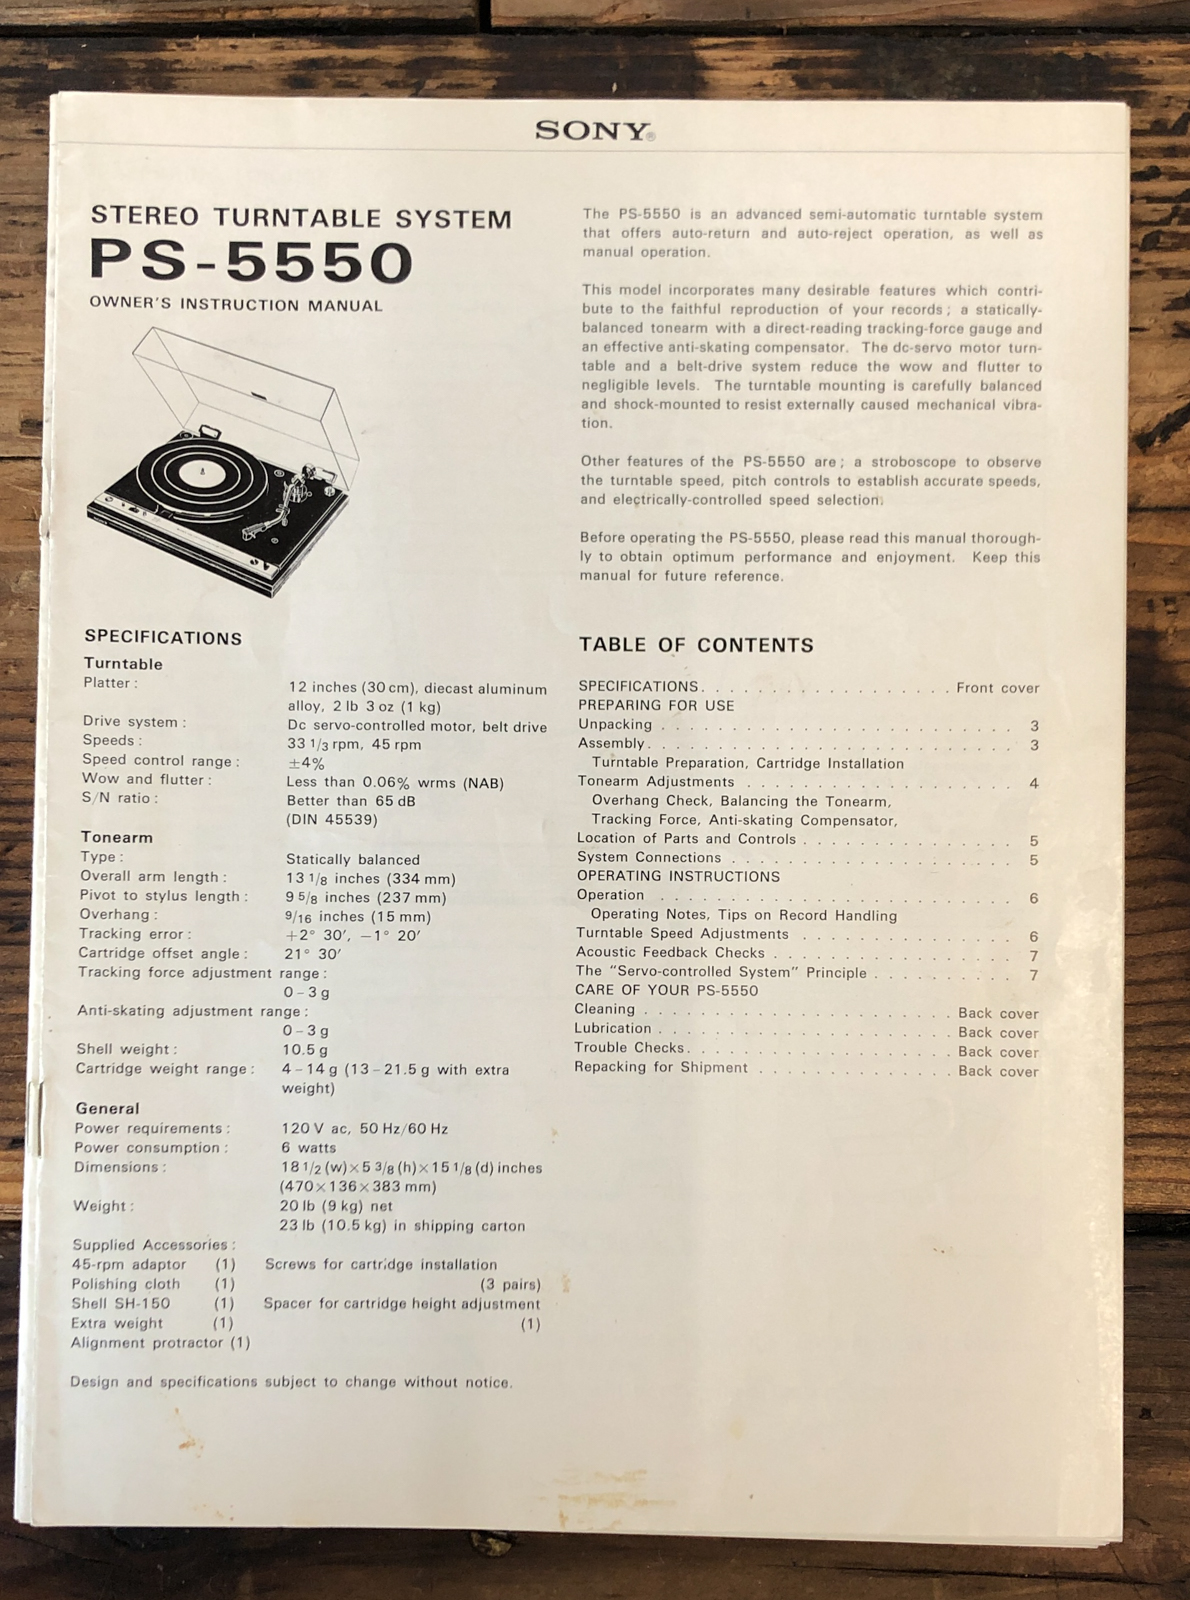 SONY®
STEREO TURNTABLE SYSTEM
PS-5550
OWNER'S INSTRUCTION MANUAL
SPECIFICATIONS
Turntable
Platter : 12 inches (30 cm), diecast aluminum
alloy, 2 lb 3 oz (1 kg)
Drive system : Dc servo-controlled motor, belt drive
Speeds : 33 1/3 rpm, 45 rpm
Speed control range : ±4%
Wow and flutter : Less than 0.06% wrms (NAB)
S/N ratio : Better than 65 dB
(DIN 45539)
Tonearm
Type : Statically balanced
Overall arm length : 13 1/8 inches (334 mm)
Pivot to stylus length : 9 5/8 inches (237 mm)
Overhang : 9/16 inches (15 mm)
Tracking error : +2° 30′, −1° 20′
Cartridge offset angle : 21° 30′
Tracking force adjustment range :
0 – 3 g
Anti-skating adjustment range :
0 – 3 g
Shell weight : 10.5 g
Cartridge weight range : 4 – 14 g (13 – 21.5 g with extra
weight)
General
Power requirements : 120 V ac, 50 Hz/60 Hz
Power consumption : 6 watts
Dimensions : 18 1/2 (w) × 5 3/8 (h) × 15 1/8 (d) inches
(470 × 136 × 383 mm)
Weight : 20 lb (9 kg) net
23 lb (10.5 kg) in shipping carton
Supplied Accessories :
45-rpm adaptor (1) Screws for cartridge installation
Polishing cloth (1) (3 pairs)
Shell SH-150 (1) Spacer for cartridge height adjustment
Extra weight (1) (1)
Alignment protractor (1)
Design and specifications subject to change without notice.
The PS-5550 is an advanced semi-automatic turntable system
that offers auto-return and auto-reject operation, as well as
manual operation.
This model incorporates many desirable features which contri-
bute to the faithful reproduction of your records ; a statically-
balanced tonearm with a direct-reading tracking-force gauge and
an effective anti-skating compensator. The dc-servo motor turn-
table and a belt-drive system reduce the wow and flutter to
negligible levels. The turntable mounting is carefully balanced
and shock-mounted to resist externally caused mechanical vibra-
tion.
Other features of the PS-5550 are ; a stroboscope to observe
the turntable speed, pitch controls to establish accurate speeds,
and electrically-controlled speed selection.
Before operating the PS-5550, please read this manual thorough-
ly to obtain optimum performance and enjoyment. Keep this
manual for future reference.
TABLE OF CONTENTS
SPECIFICATIONS . . . . . . . . . . . . . . . . . . Front cover
PREPARING FOR USE
Unpacking . . . . . . . . . . . . . . . . . . . . . . . . . 3
Assembly . . . . . . . . . . . . . . . . . . . . . . . . . . 3
Turntable Preparation, Cartridge Installation
Tonearm Adjustments . . . . . . . . . . . . . . . . . . . 4
Overhang Check, Balancing the Tonearm,
Tracking Force, Anti-skating Compensator,
Location of Parts and Controls . . . . . . . . . . . . . . . 5
System Connections . . . . . . . . . . . . . . . . . . . . 5
OPERATING INSTRUCTIONS
Operation . . . . . . . . . . . . . . . . . . . . . . . . . 6
Operating Notes, Tips on Record Handling
Turntable Speed Adjustments . . . . . . . . . . . . . . . 6
Acoustic Feedback Checks . . . . . . . . . . . . . . . . . 7
The "Servo-controlled System" Principle . . . . . . . . . . 7
CARE OF YOUR PS-5550
Cleaning . . . . . . . . . . . . . . . . . . . . . . Back cover
Lubrication . . . . . . . . . . . . . . . . . . . . . Back cover
Trouble Checks . . . . . . . . . . . . . . . . . . . Back cover
Repacking for Shipment . . . . . . . . . . . . . . Back cover